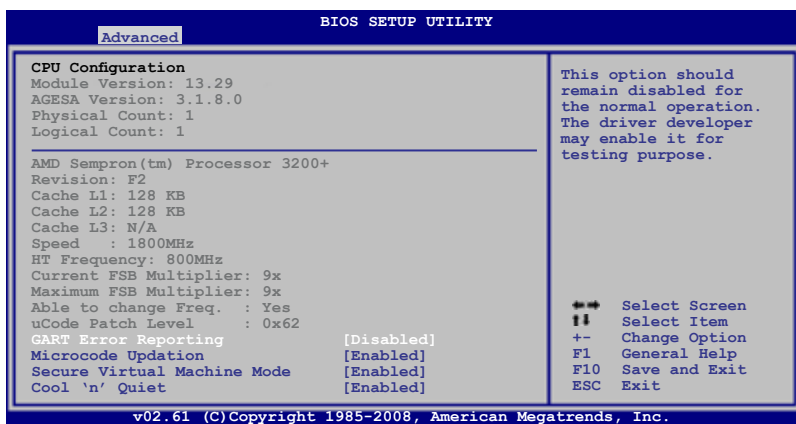 BIOS SETUP UTILITY
Advanced
CPU Configuration
Module Version: 13.29
AGESA Version: 3.1.8.0
Physical Count: 1
Logical Count: 1
AMD Sempron(tm) Processor 3200+
Revision: F2
Cache L1: 128 KB
Cache L2: 128 KB
Cache L3: N/A
Speed : 1800MHz
HT Frequency: 800MHz
Current FSB Multiplier: 9x
Maximum FSB Multiplier: 9x
Able to change Freq. : Yes
uCode Patch Level : 0x62
GART Error Reporting [Disabled]
Microcode Updation [Enabled]
Secure Virtual Machine Mode [Enabled]
Cool ‘n’ Quiet [Enabled]
This option should
remain disabled for
the normal operation.
The driver developer
may enable it for
testing purpose.
←→ Select Screen
↑↓ Select Item
+- Change Option
F1 General Help
F10 Save and Exit
ESC Exit
v02.61 (C)Copyright 1985-2008, American Megatrends, Inc.